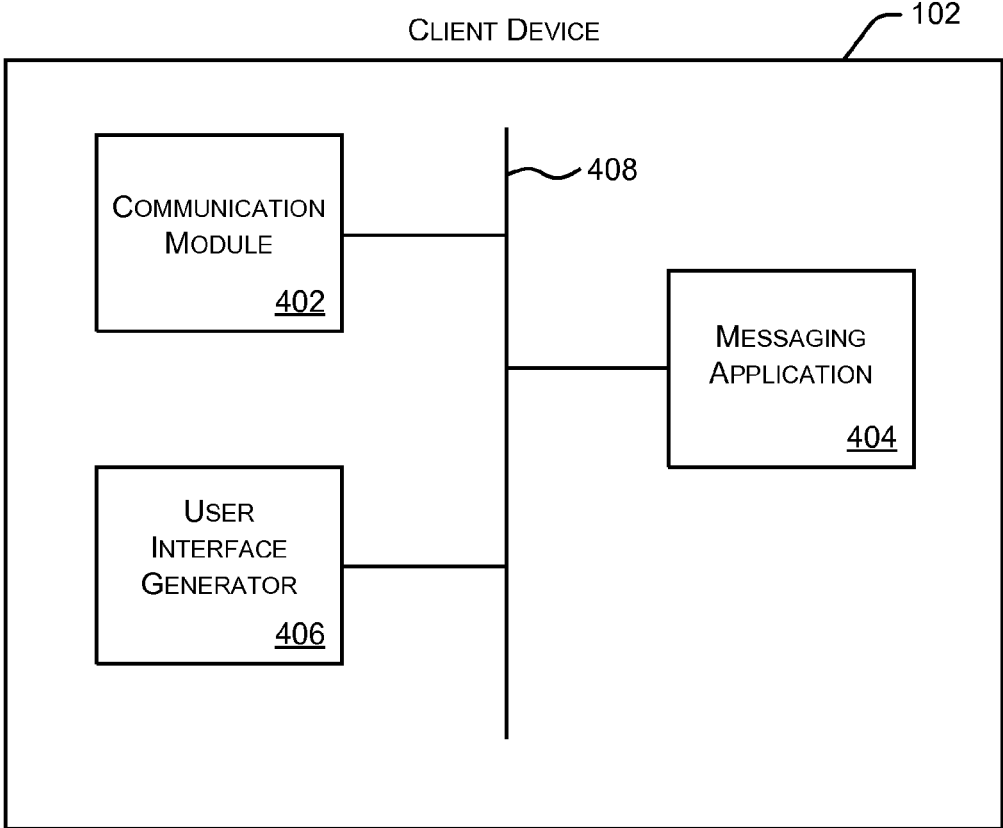 CLIENT DEVICE
102
408
COMMUNICATION
MODULE
402
MESSAGING
APPLICATION
404
USER
INTERFACE
GENERATOR
406